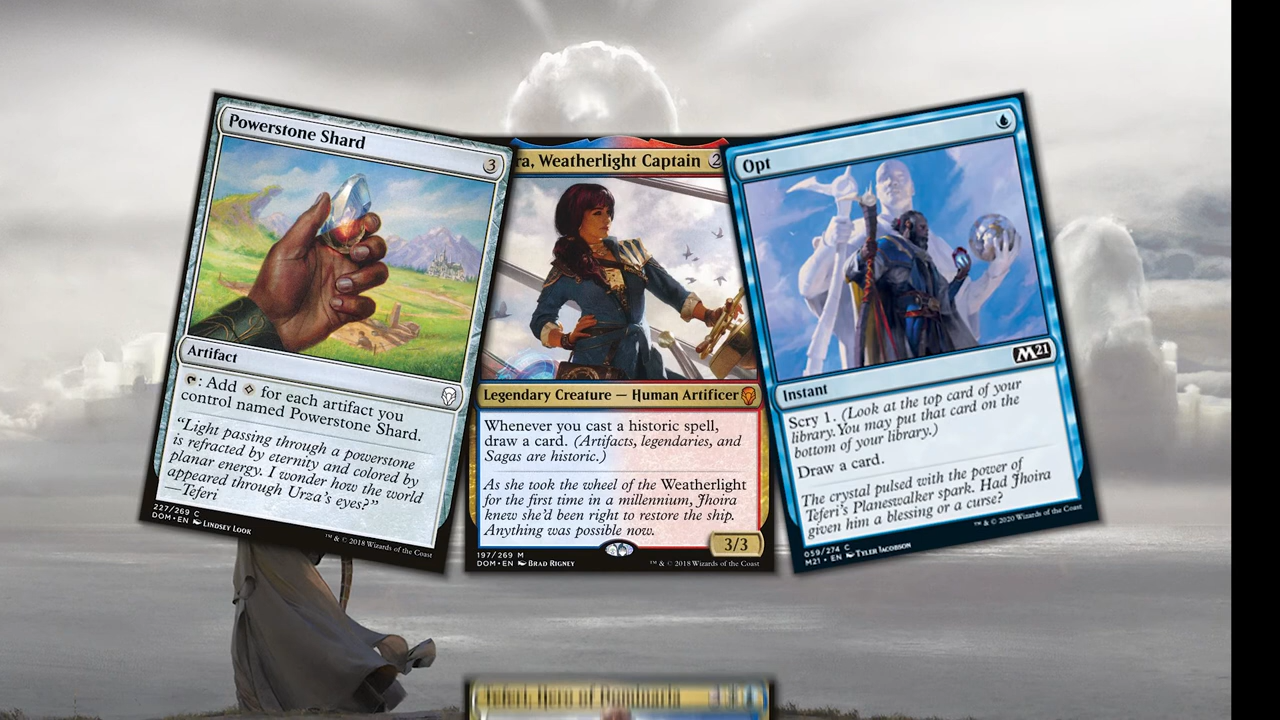 Powerstone Shard
3
Artifact
: Add for each artifact you
control named Powerstone Shard.
“Light passing through a powerstone
is refracted by eternity and colored by
planar energy. I wonder how the world
appeared through Urza’s eyes?”
—Teferi
227/269 C
DOM • EN Lindsey Look
™ & © 2018 Wizards of the Coast
ra, Weatherlight Captain
2
Legendary Creature — Human Artificer
Whenever you cast a historic spell,
draw a card. (Artifacts, legendaries, and
Sagas are historic.)
As she took the wheel of the Weatherlight
for the first time in a millennium, Jhoira
knew she’d been right to restore the ship.
Anything was possible now.
3/3
197/269 M
DOM • EN Brad Rigney
™ & © 2018 Wizards of the Coast
Opt
Instant
M21
Scry 1. (Look at the top card of your
library. You may put that card on the
bottom of your library.)
Draw a card.
The crystal pulsed with the power of
Teferi’s Planeswalker spark. Had Jhoira
given him a blessing or a curse?
059/274 C
M21 • EN Tyler Jacobson
™ & © 2020 Wizards of the Coast
Teferi, Hero of Dominaria